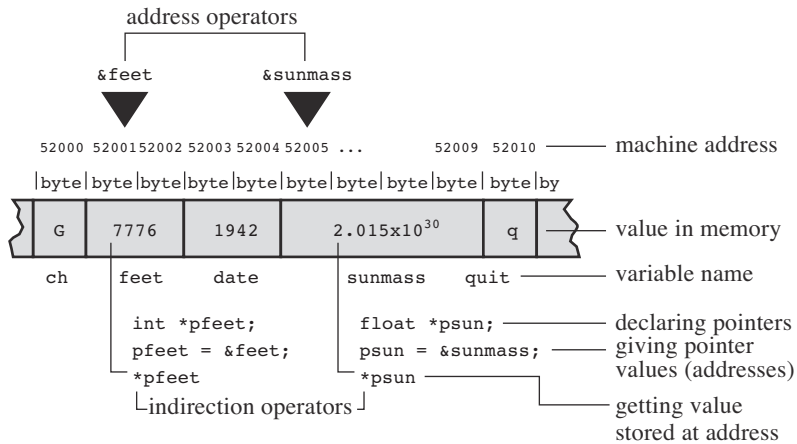 address operators
&feet &sunmass
52000 52001 52002 52003 52004 52005 ... 52009 52010 machine address
|byte|byte|byte|byte|byte|byte|byte|byte|byte|byte|by
G 7776 1942 2.015x10³⁰ q value in memory
ch feet date sunmass quit variable name
int *pfeet; float *psun; declaring pointers
pfeet = &feet; psun = &sunmass; giving pointer
values (addresses)
*pfeet *psun
indirection operators
getting value
stored at address